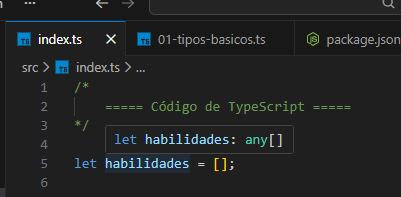 index.ts 01-tipos-basicos.ts package.json
src > index.ts > ...
1 /*
2 ===== Código de TypeScript =====
3 */
4 let habilidades: any[]
5 let habilidades = [];
6